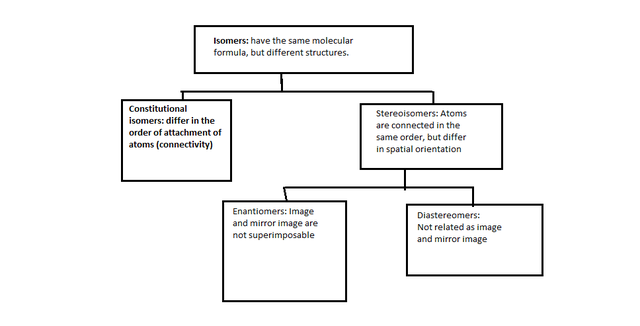 Isomers: have the same molecular
formula, but different structures.
Constitutional
isomers: differ in the
order of attachment of
atoms (connectivity)
Stereoisomers: Atoms
are connected in the
same order, but differ
in spatial orientation
Enantiomers: Image
and mirror image are
not superimposable
Diastereomers:
Not related as image
and mirror image